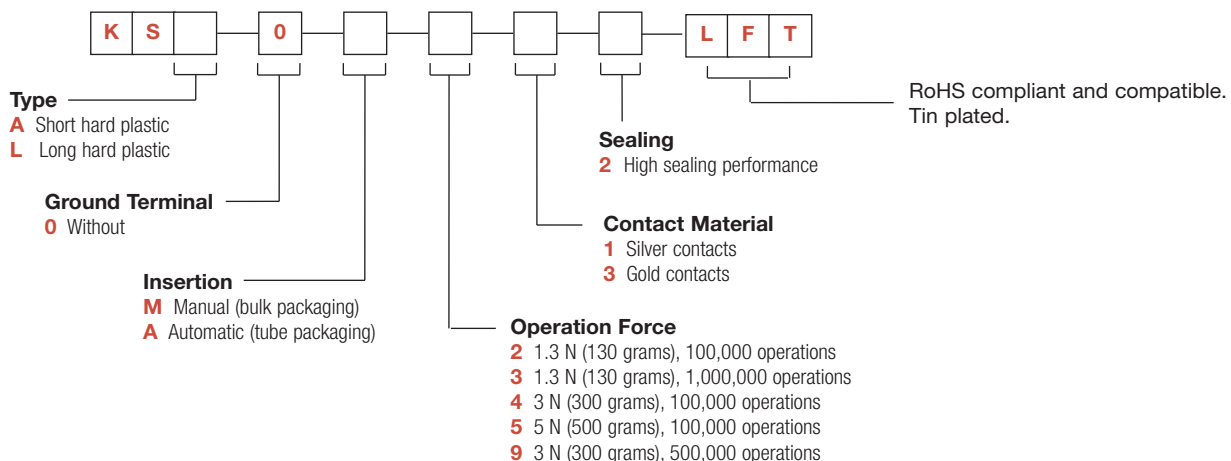 K S 0 L F T
Type
A Short hard plastic
L Long hard plastic
Ground Terminal
0 Without
Insertion
M Manual (bulk packaging)
A Automatic (tube packaging)
Operation Force
2 1.3 N (130 grams), 100,000 operations
3 1.3 N (130 grams), 1,000,000 operations
4 3 N (300 grams), 100,000 operations
5 5 N (500 grams), 100,000 operations
9 3 N (300 grams), 500,000 operations
Contact Material
1 Silver contacts
3 Gold contacts
Sealing
2 High sealing performance
RoHS compliant and compatible.
Tin plated.